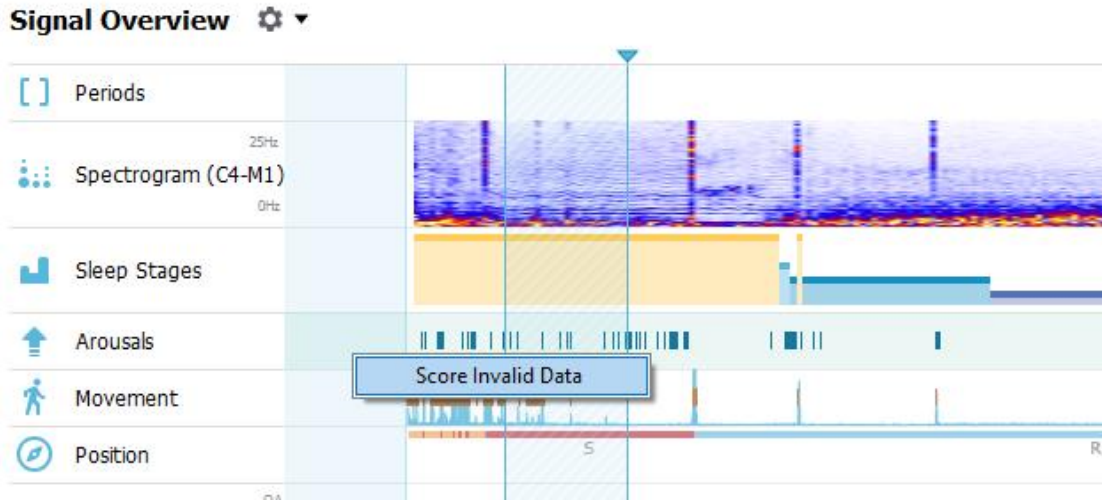 Signal Overview
Periods
25Hz
Spectrogram (C4-M1)
0Hz
Sleep Stages
Arousals
Score Invalid Data
Movement
Position
S
R